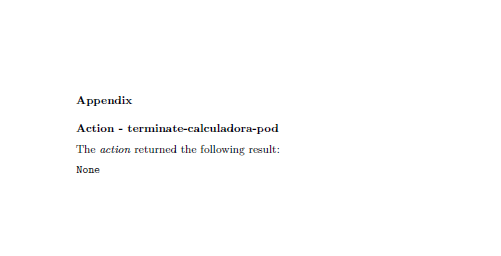 Appendix
Action - terminate-calculadora-pod
The action returned the following result:
None